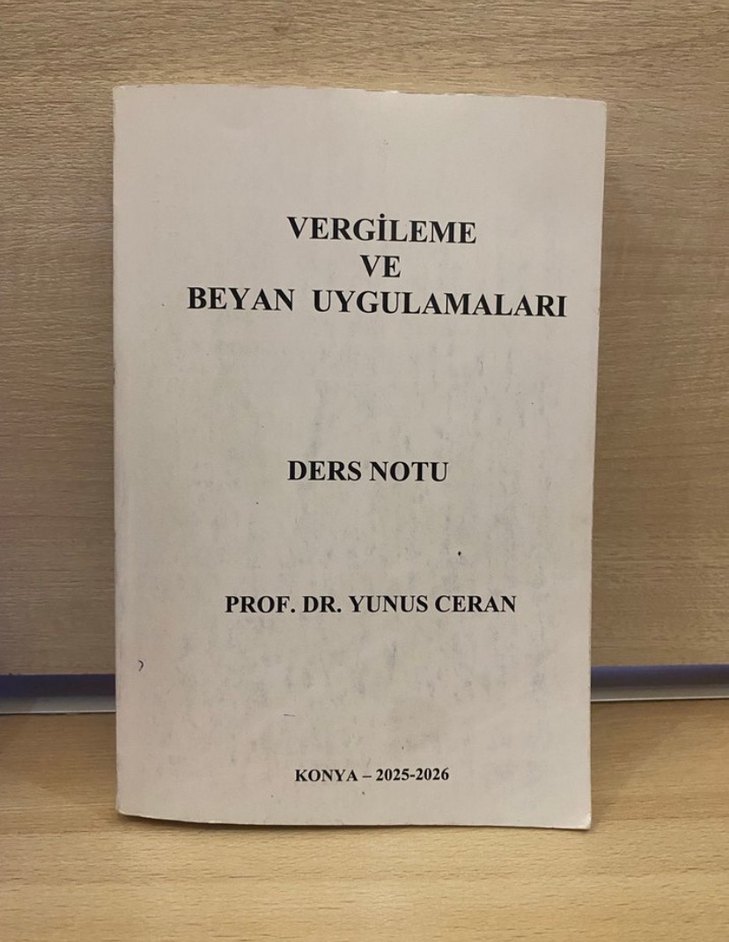 VERGİLEME
VE
BEYAN UYGULAMALARI
DERS NOTU
PROF. DR. YUNUS CERAN
KONYA – 2025-2026